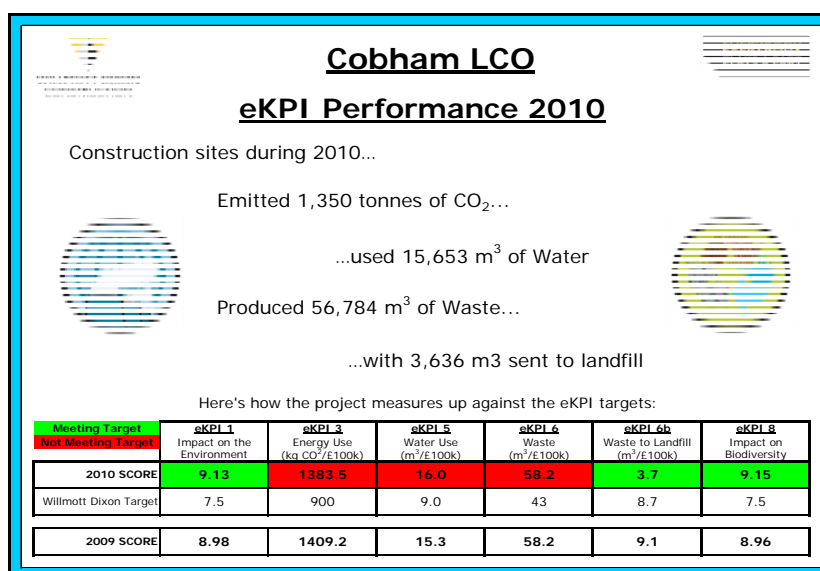 Cobham LCO
eKPI Performance 2010
Construction sites during 2010...
Emitted 1,350 tonnes of CO₂...
...used 15,653 m³ of Water
Produced 56,784 m³ of Waste...
...with 3,636 m3 sent to landfill
Here's how the project measures up against the eKPI targets:
Meeting Target eKPI 1 eKPI 3 eKPI 5 eKPI 6 eKPI 6b eKPI 8
Not Meeting Target Impact on the Energy Use Water Use Waste Waste to Landfill Impact on
Environment (kg CO²/£100k) (m³/£100k) (m³/£100k) (m³/£100k) Biodiversity
2010 SCORE 9.13 1383.5 16.0 58.2 3.7 9.15
Willmott Dixon Target 7.5 900 9.0 43 8.7 7.5
2009 SCORE 8.98 1409.2 15.3 58.2 9.1 8.96